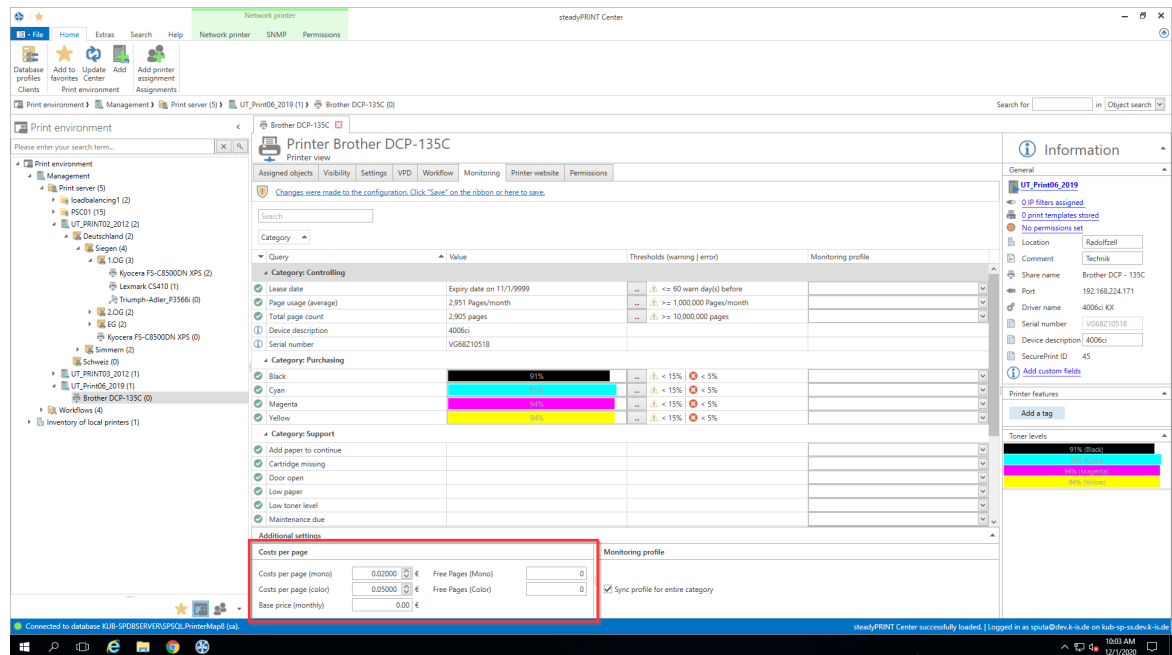 Network printer
steadyPRINT Center
File Home Extras Search Help Network printer SNMP Permissions
Database profiles
Add to favorites
Update Center
Add
Add printer assignment
Clients Print environment Assignments
Print environment Management Print server (5) UT_Print06_2019 (1) Brother DCP-135C (0)
Search for in Object search
Print environment
Please enter your search term...
Print environment
Management
Print server (5)
loadbalancing1 (2)
PSC01 (15)
UT_PRINT02_2012 (2)
Deutschland (2)
Siegen (4)
1.OG (3)
Kyocera FS-C8500DN XPS (2)
Lexmark CS410 (1)
Triumph-Adler_P3566i (0)
2.OG (2)
EG (2)
Kyocera FS-C8500DN XPS (0)
Simmern (2)
Schweiz (0)
UT_PRINT03_2012 (1)
UT_Print06_2019 (1)
Brother DCP-135C (0)
Workflows (4)
Inventory of local printers (1)
Brother DCP-135C
Printer Brother DCP-135C
Printer view
Assigned objects Visibility Settings VPD Workflow Monitoring Printer website Permissions
Changes were made to the configuration. Click "Save" on the ribbon or here to save.
Search
Category
Query Value Thresholds (warning | error) Monitoring profile
Category: Controlling
Lease date Expiry date on 11/1/9999 .. <= 60 warn day(s) before
Page usage (average) 2,951 Pages/month .. >= 1,000,000 Pages/month
Total page count 2,905 pages .. >= 10,000,000 pages
Device description 4006ci
Serial number VG68Z10518
Category: Purchasing
Black 91% .. < 15% < 5%
Cyan .. < 15% < 5%
Magenta 94% .. < 15% < 5%
Yellow 94% .. < 15% < 5%
Category: Support
Add paper to continue
Cartridge missing
Door open
Low paper
Low toner level
Maintenance due
Additional settings
Costs per page Monitoring profile
Costs per page (mono) 0.02000 € Free Pages (Mono) 0
Costs per page (color) 0.05000 € Free Pages (Color) 0
Sync profile for entire category
Base price (monthly) 0.00 €
Information
General
UT_Print06_2019
0 IP filters assigned
0 print templates stored
No permissions set
Location Radolfzell
Comment Technik
Share name Brother DCP - 135C
Port 192.168.224.171
Driver name 4006ci KX
Serial number VG68Z10518
Device description 4006ci
SecurePrint ID 45
Add custom fields
Printer features
Add a tag
Toner levels
91% (Black)
94% (Magenta)
94% (Yellow)
Connected to database KUB-SPDBSERVER\SPSQL.PrinterMap8 (sa).
steadyPRINT Center successfully loaded. | Logged in as sputa@dev.k-is.de on kub-sp-ss.dev.k-is.de
10:03 AM
12/1/2020